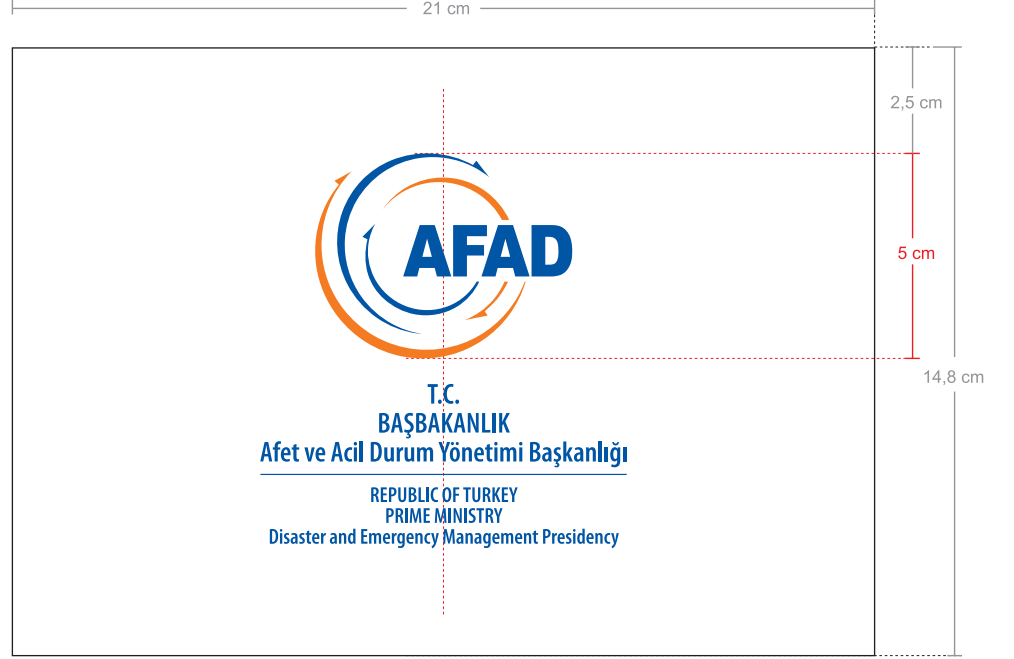 21 cm
2,5 cm
AFAD
5 cm
14,8 cm
T.C.
BAŞBAKANLIK
Afet ve Acil Durum Yönetimi Başkanlığı
REPUBLIC OF TURKEY
PRIME MINISTRY
Disaster and Emergency Management Presidency